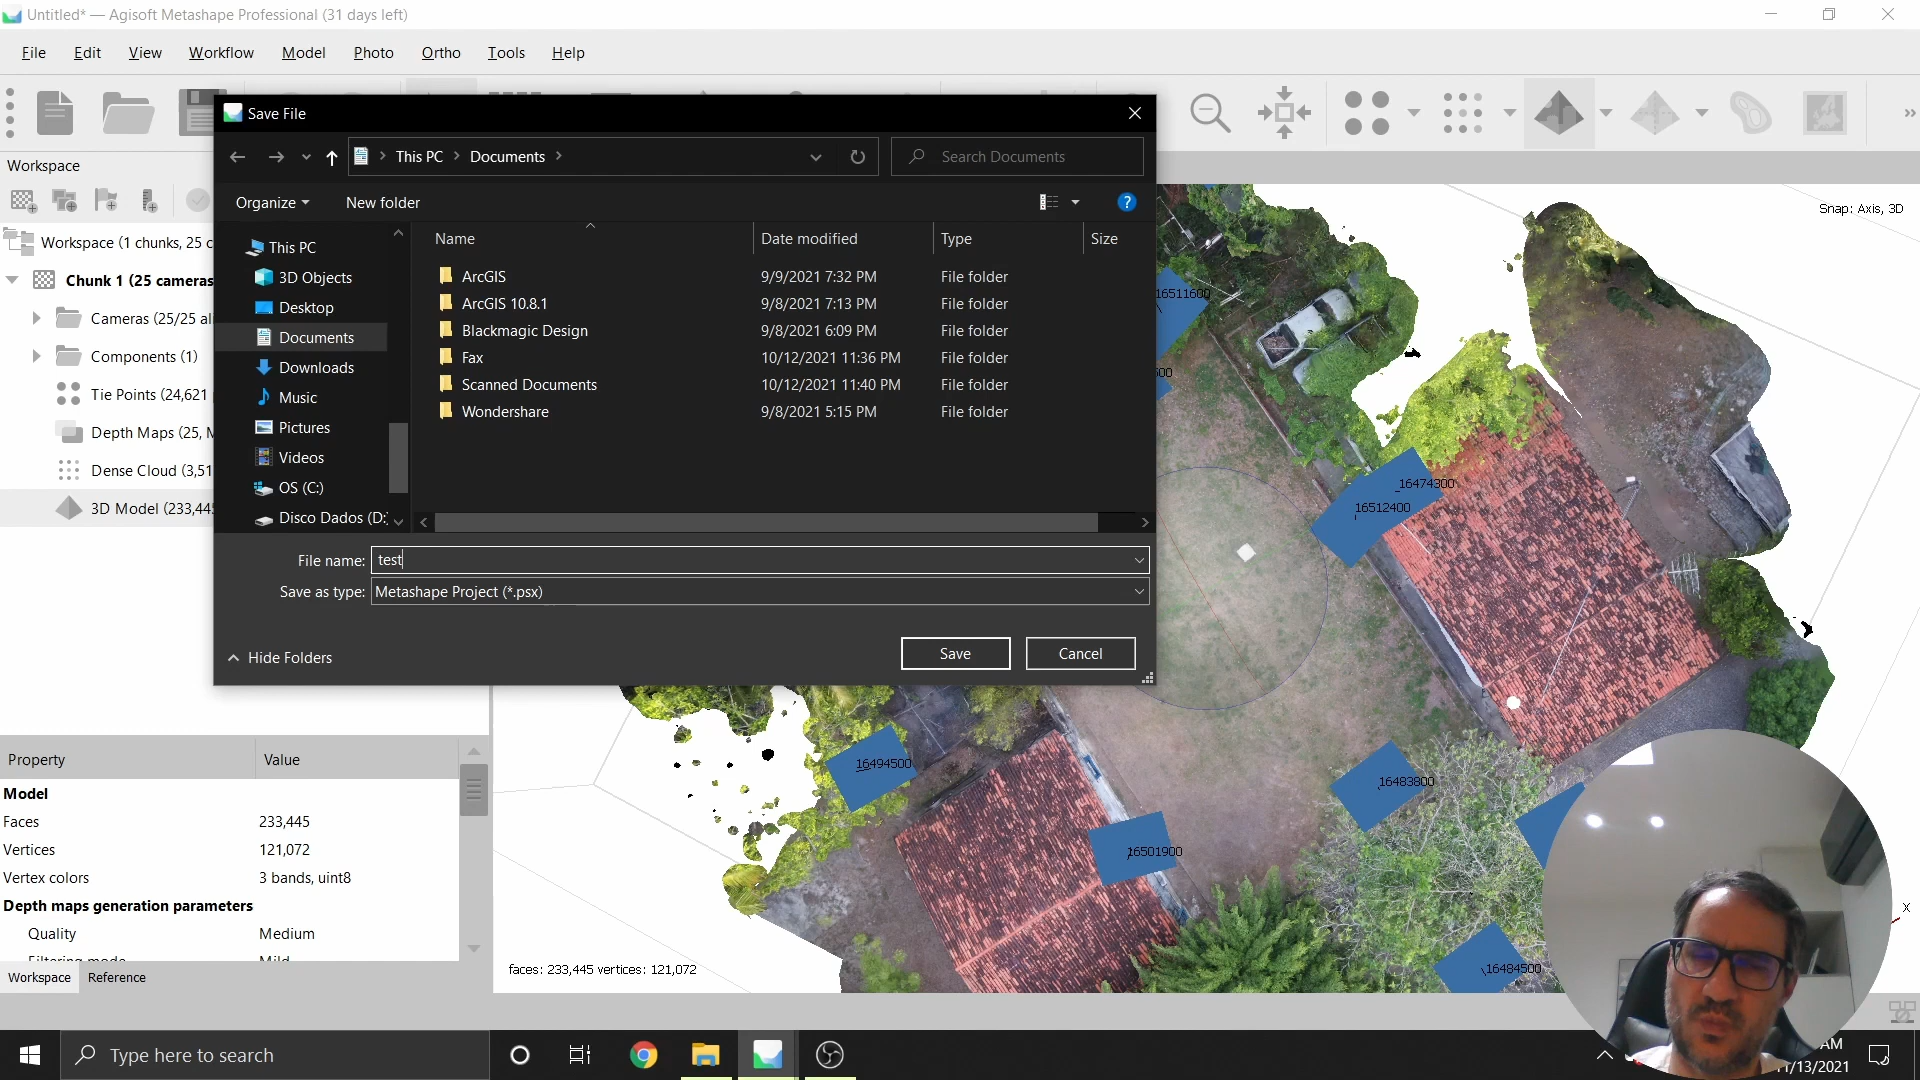 Untitled* — Agisoft Metashape Professional (31 days left)
File Edit View Workflow Model Photo Ortho Tools Help
Save File
This PC Documents
Search Documents
Organize New folder
Name Date modified Type Size
This PC
3D Objects
Desktop
Documents
Downloads
Music
Pictures
Videos
OS (C:)
Disco Dados (D:
ArcGIS 9/9/2021 7:32 PM File folder
ArcGIS 10.8.1 9/8/2021 7:13 PM File folder
Blackmagic Design 9/8/2021 6:09 PM File folder
Fax 10/12/2021 11:36 PM File folder
Scanned Documents 10/12/2021 11:40 PM File folder
Wondershare 9/8/2021 5:15 PM File folder
File name: test
Save as type: Metashape Project (*.psx)
Hide Folders
Save Cancel
Workspace
Workspace (1 chunks, 25 c
Chunk 1 (25 cameras
Cameras (25/25 ali
Components (1)
Tie Points (24,621
Depth Maps (25, M
Dense Cloud (3,51
3D Model (233,445
Property Value
Model
Faces 233,445
Vertices 121,072
Vertex colors 3 bands, uint8
Depth maps generation parameters
Quality Medium
Filtering mode Mild
Workspace Reference
Snap: Axis, 3D
16511600
16474300
16512400
16494500
16483800
16501900
16484500
X
faces: 233,445 vertices: 121,072
Type here to search
AM
11/13/2021